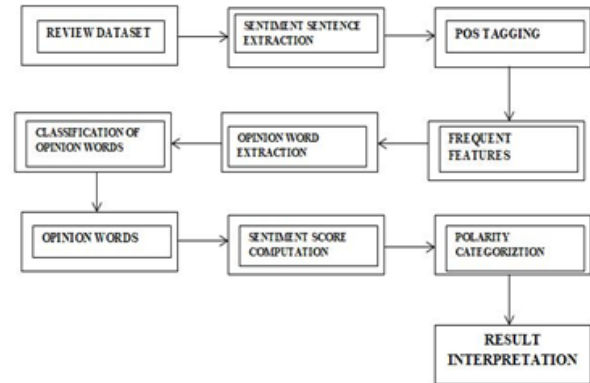 REVIEW DATASET
SENTIMENT SENTENCE
EXTRACTION
POS TAGGING
CLASSIFICATION OF
OPINION WORDS
OPINION WORD
EXTRACTION
FREQUENT
FEATURES
OPINION WORDS
SENTIMENT SCORE
COMPUTATION
POLARITY
CATEGORIZTION
RESULT
INTERPRETATION